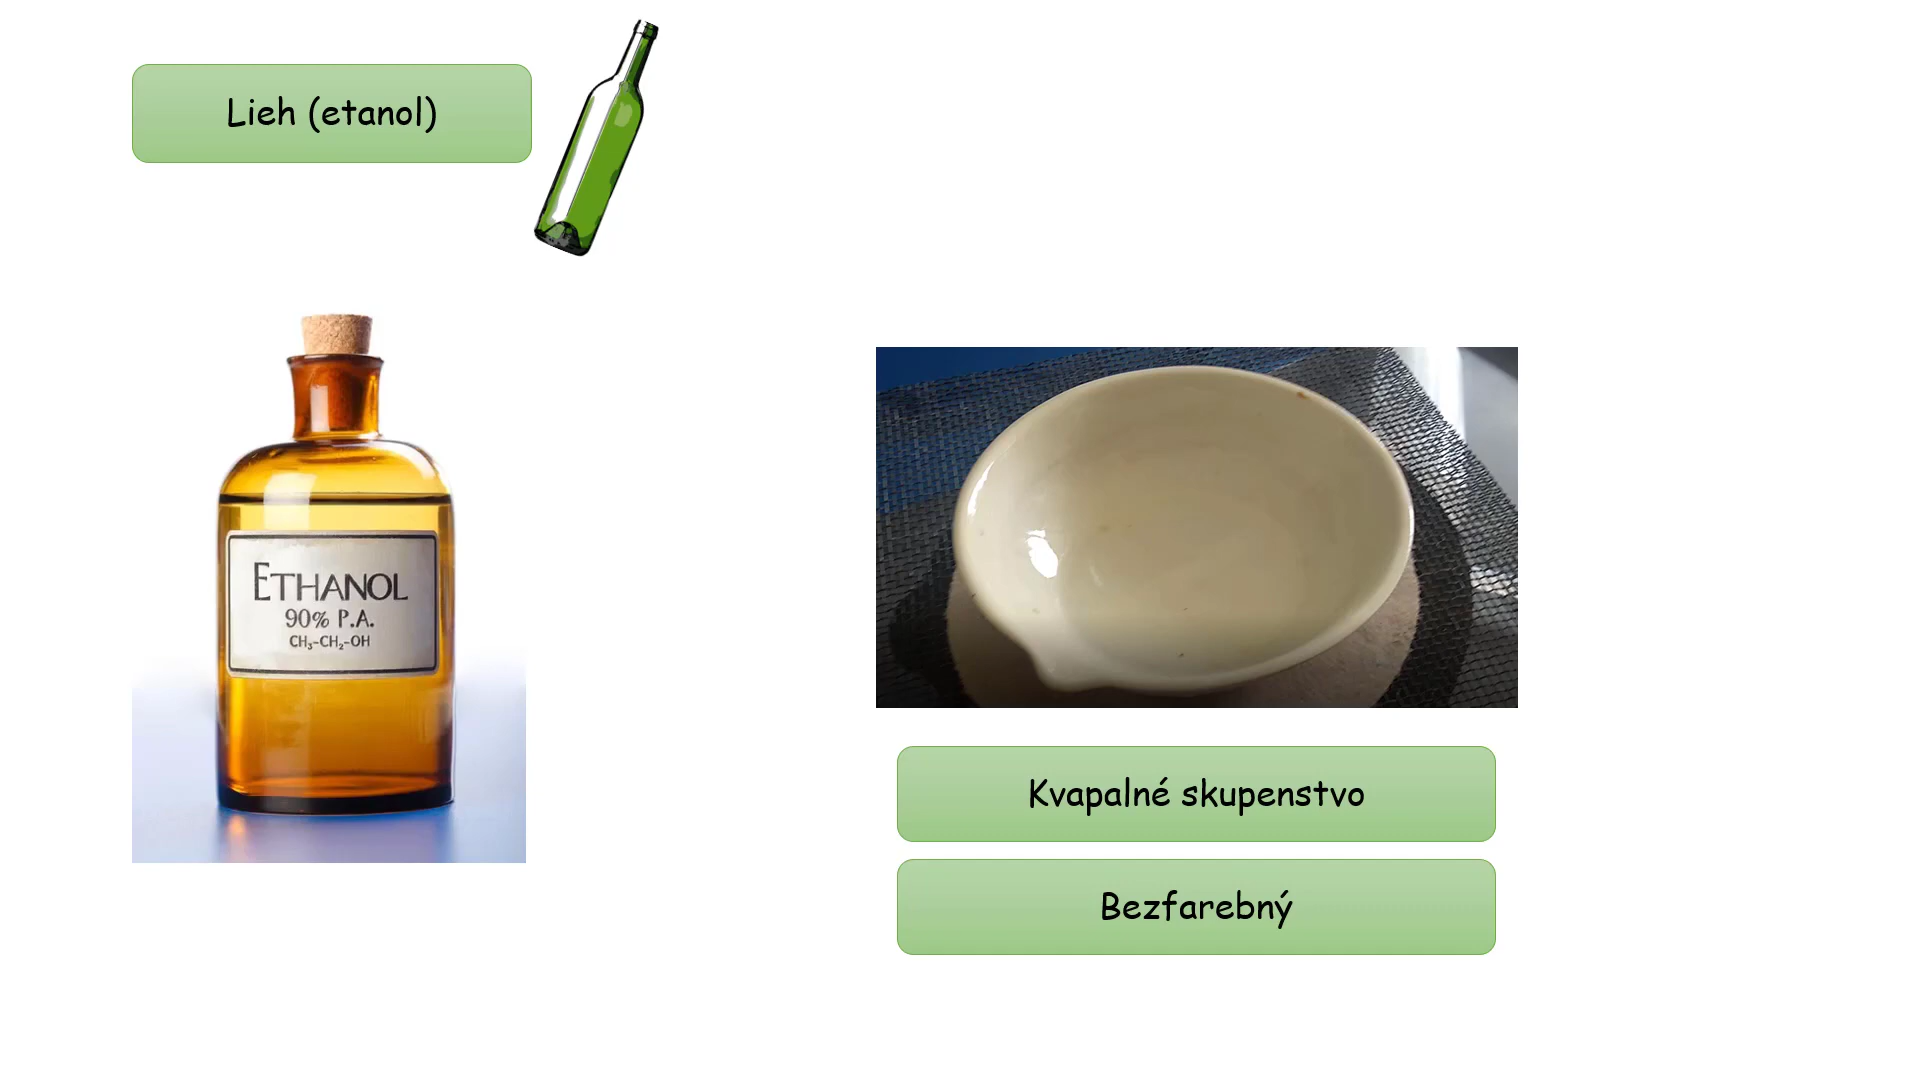 Lieh (etanol)
ETHANOL
90% P.A.
CH₃-CH₂-OH
Kvapalné skupenstvo
Bezfarebný